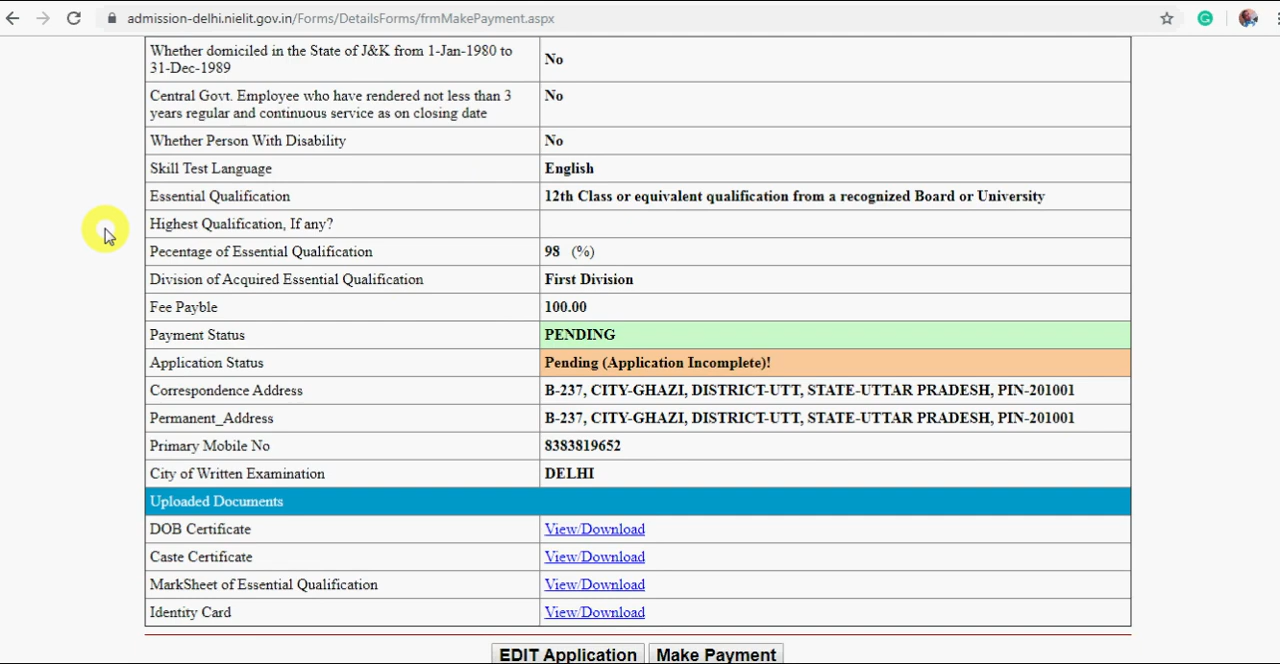 admission-delhi.nielit.gov.in/Forms/DetailsForms/frmMakePayment.aspx
Whether domiciled in the State of J&K from 1-Jan-1980 to
31-Dec-1989
No
Central Govt. Employee who have rendered not less than 3
years regular and continuous service as on closing date
No
Whether Person With Disability No
Skill Test Language English
Essential Qualification 12th Class or equivalent qualification from a recognized Board or University
Highest Qualification, If any?
Pecentage of Essential Qualification 98 (%)
Division of Acquired Essential Qualification First Division
Fee Payble 100.00
Payment Status PENDING
Application Status Pending (Application Incomplete)!
Correspondence Address B-237, CITY-GHAZI, DISTRICT-UTT, STATE-UTTAR PRADESH, PIN-201001
Permanent_Address B-237, CITY-GHAZI, DISTRICT-UTT, STATE-UTTAR PRADESH, PIN-201001
Primary Mobile No 8383819652
City of Written Examination DELHI
Uploaded Documents
DOB Certificate View/Download
Caste Certificate View/Download
MarkSheet of Essential Qualification View/Download
Identity Card View/Download
EDIT Application Make Payment